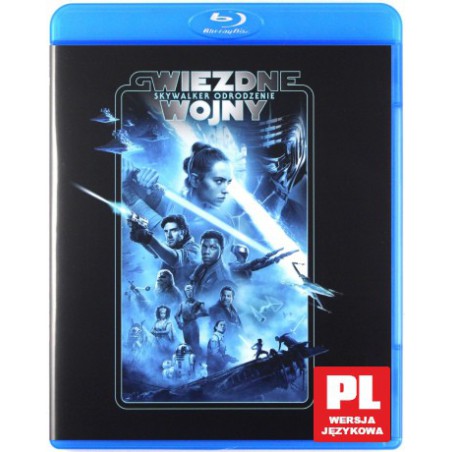 Blu-ray Disc
GWIEZDNE
SKYWALKER ODRODZENIE
WOJNY
PL
WERSJA
JĘZYKOWA